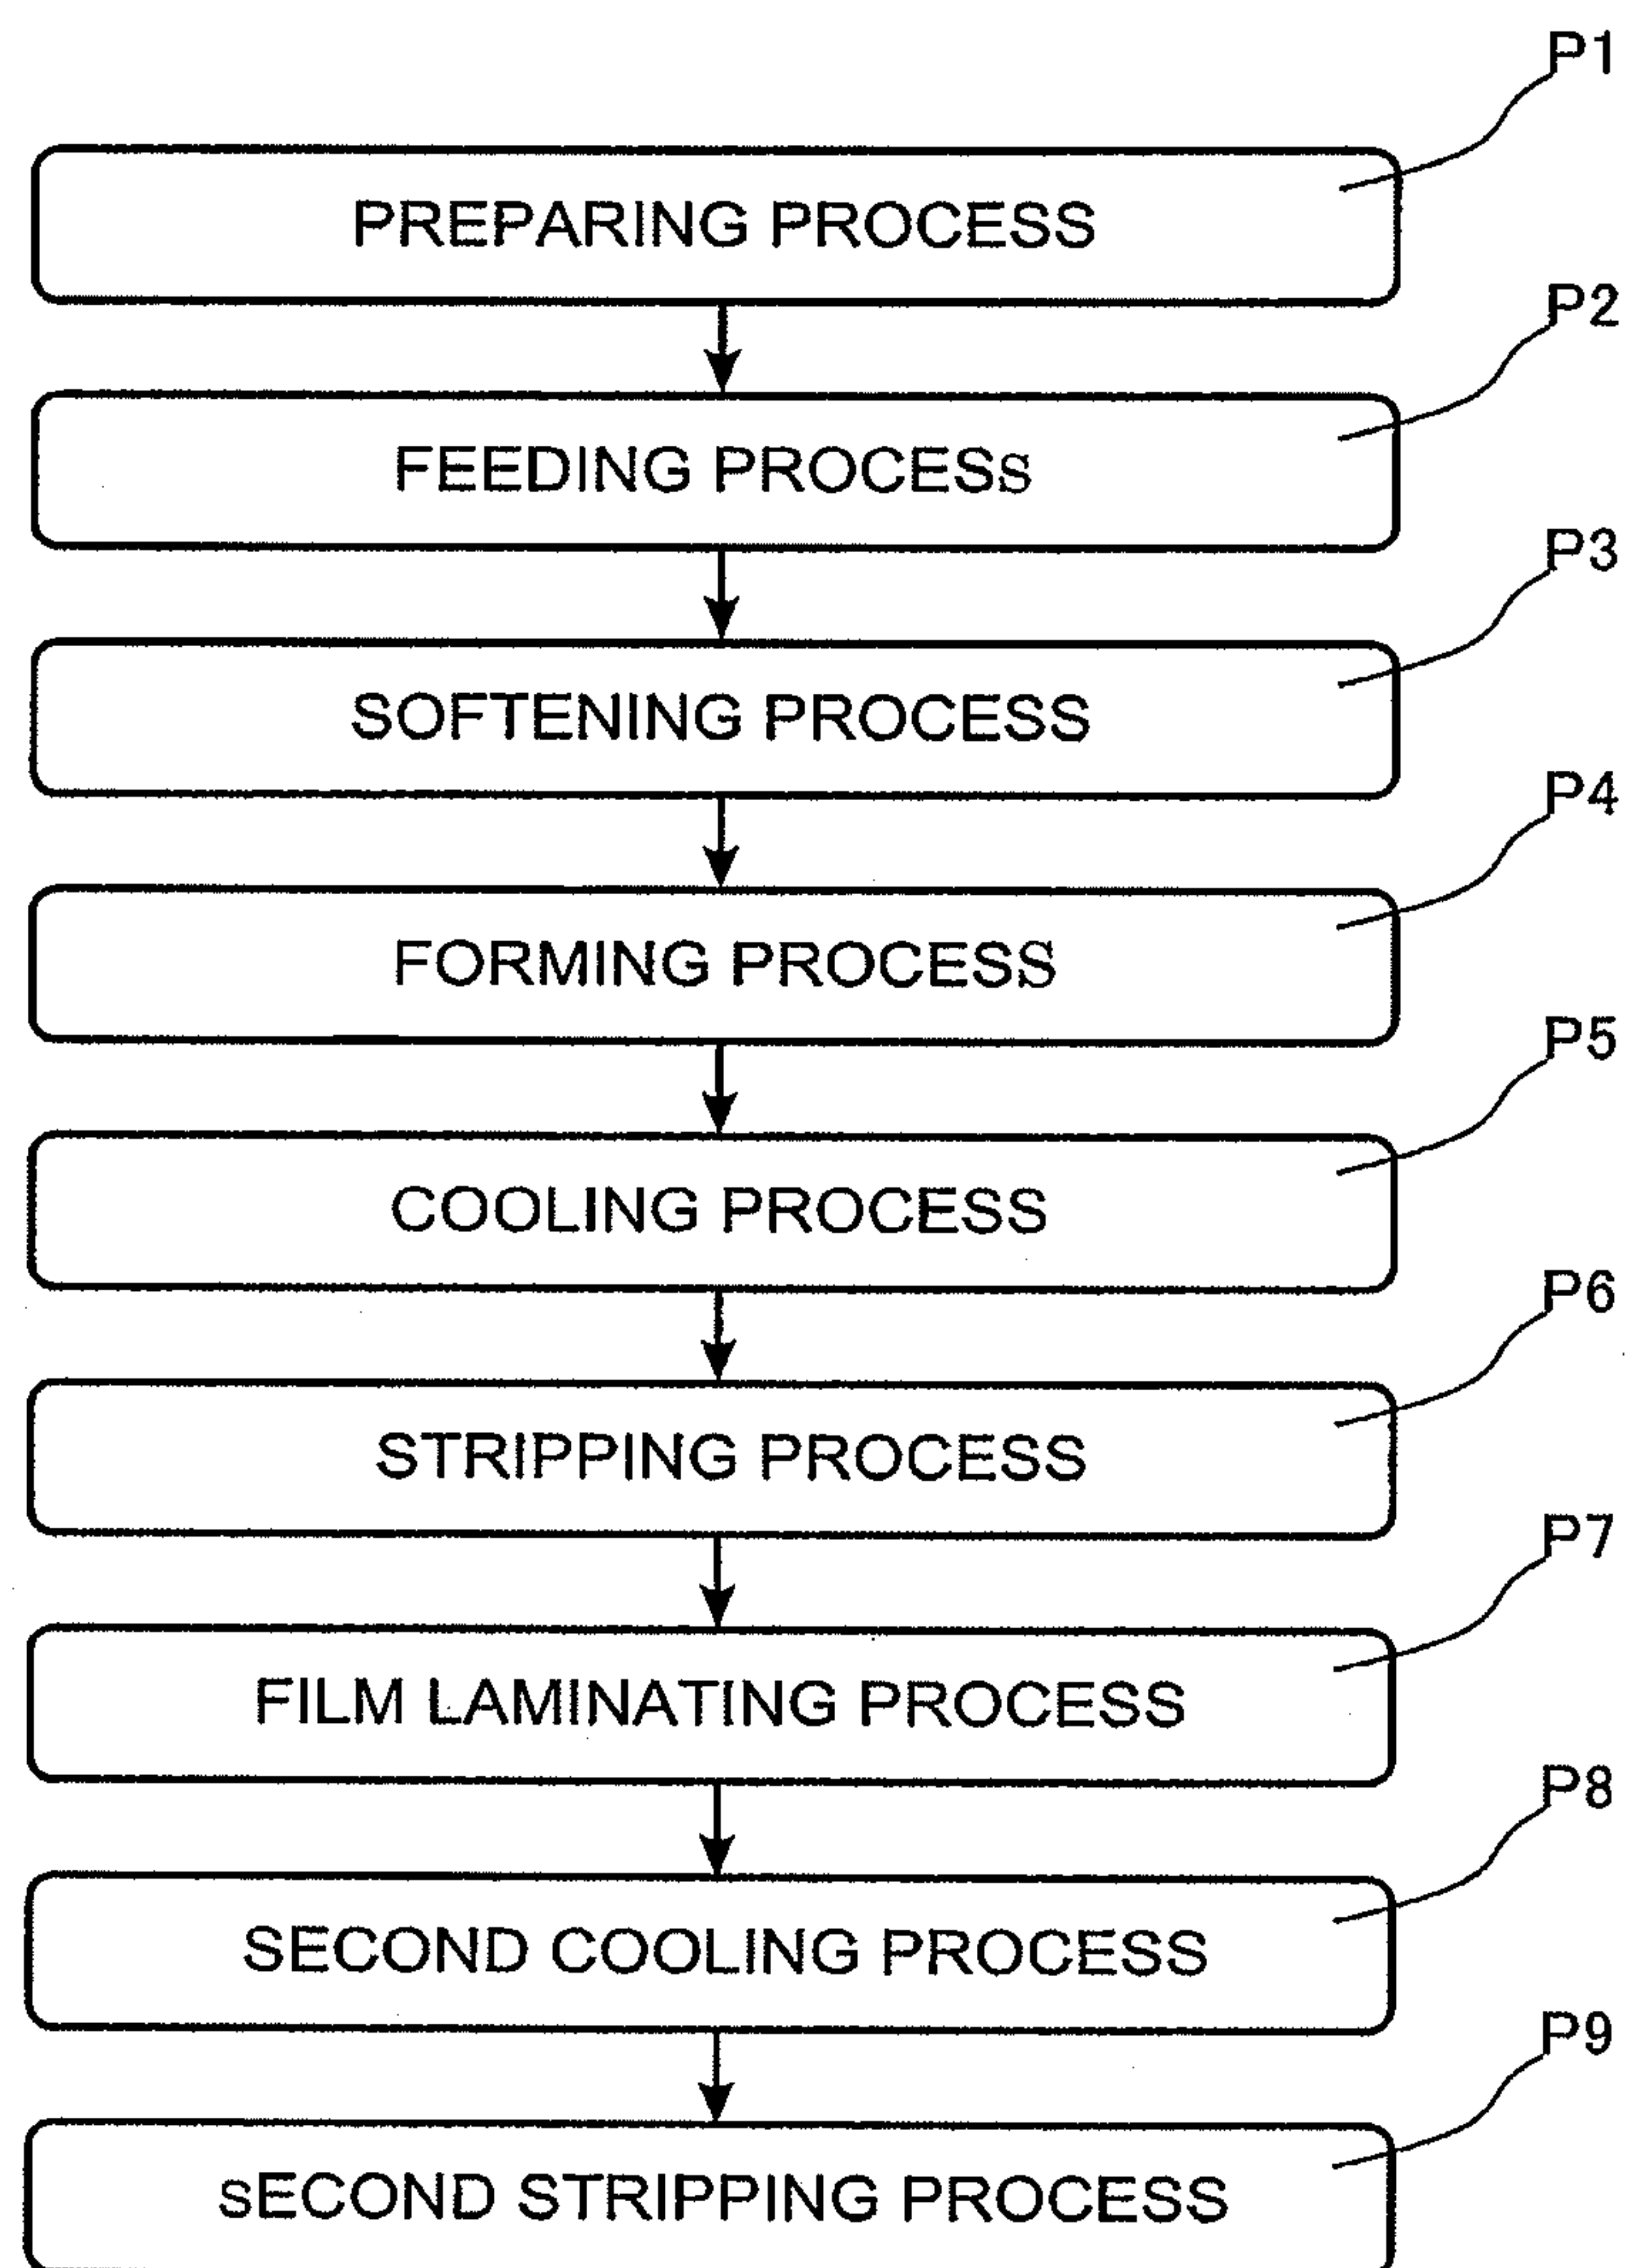 P1
PREPARING PROCESS
P2
FEEDING PROCESS
P3
SOFTENING PROCESS
P4
FORMING PROCESS
P5
COOLING PROCESS
P6
STRIPPING PROCESS
P7
FILM LAMINATING PROCESS
P8
SECOND COOLING PROCESS
P9
sECOND STRIPPING PROCESS